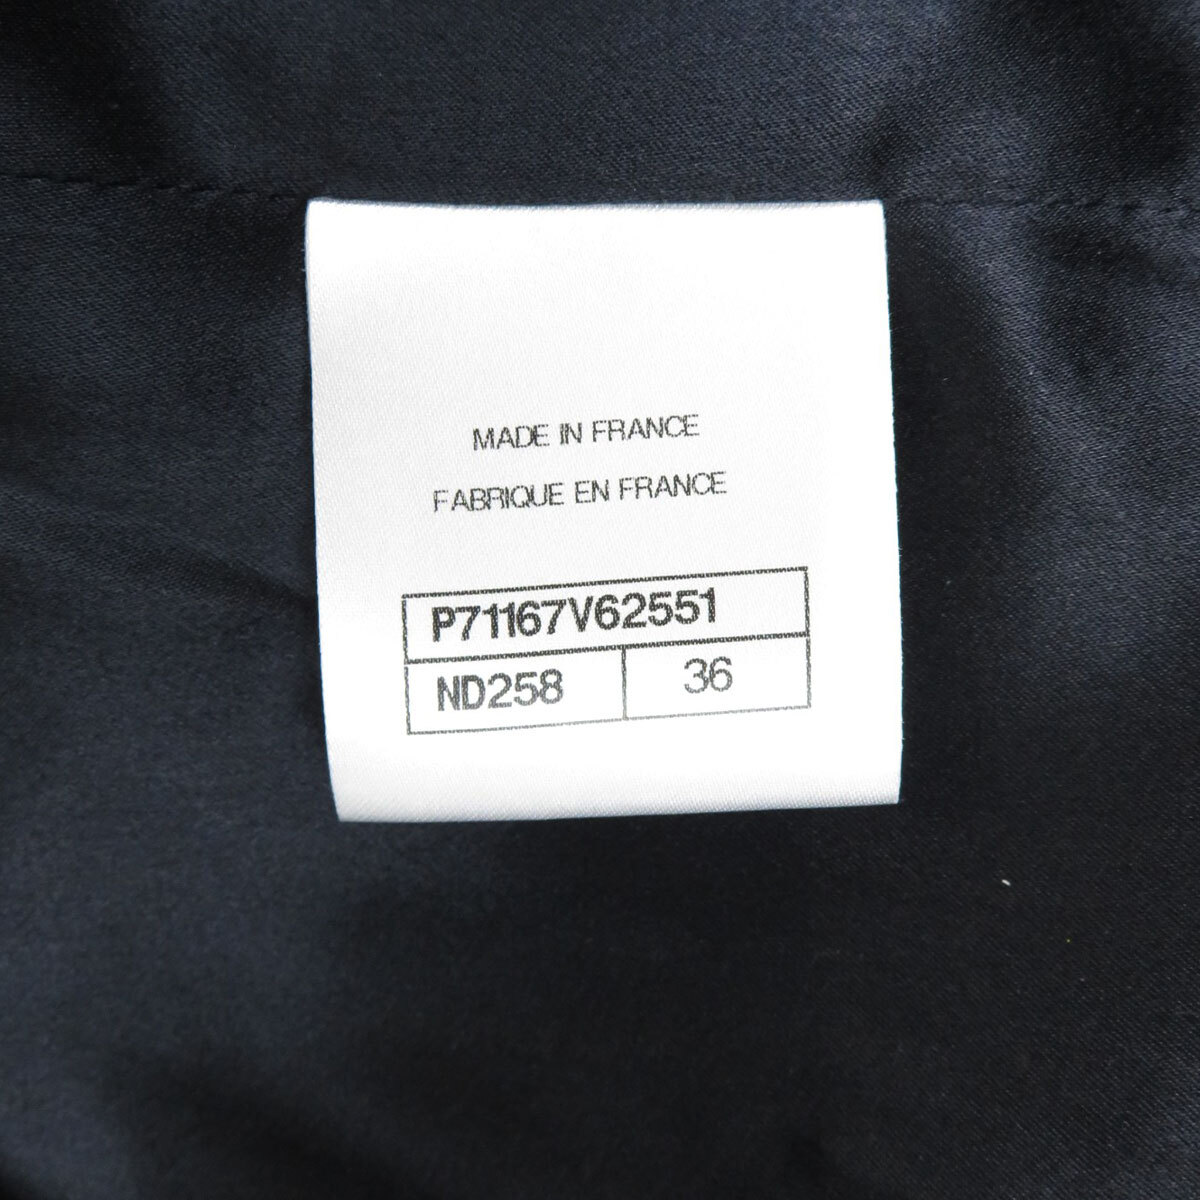 MADE IN FRANCE
FABRIQUE EN FRANCE
P71167V62551
ND258 36